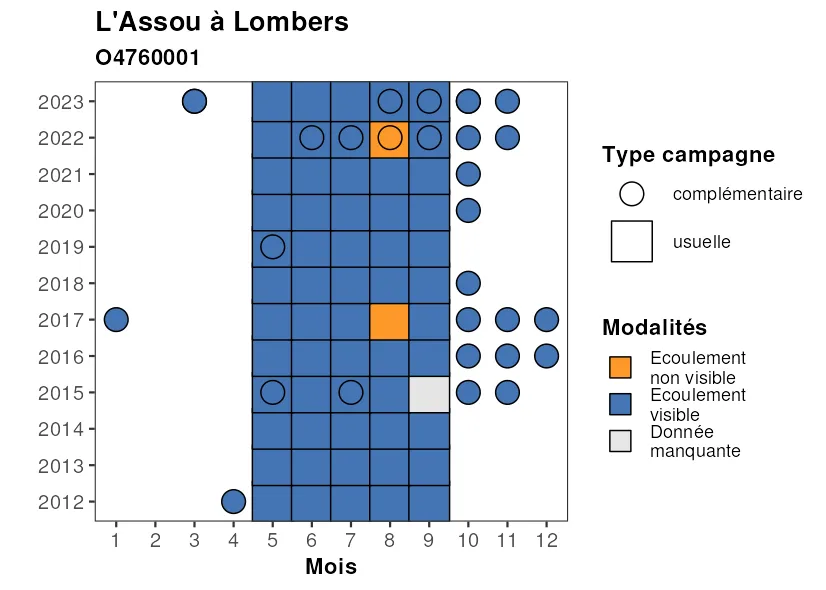 L'Assou à Lombers
O4760001
2023
2022
2021
2020
2019
2018
2017
2016
2015
2014
2013
2012
1 2 3 4 5 6 7 8 9 10 11 12
Mois
Type campagne
complémentaire
usuelle
Modalités
Ecoulement
non visible
Ecoulement
visible
Donnée
manquante